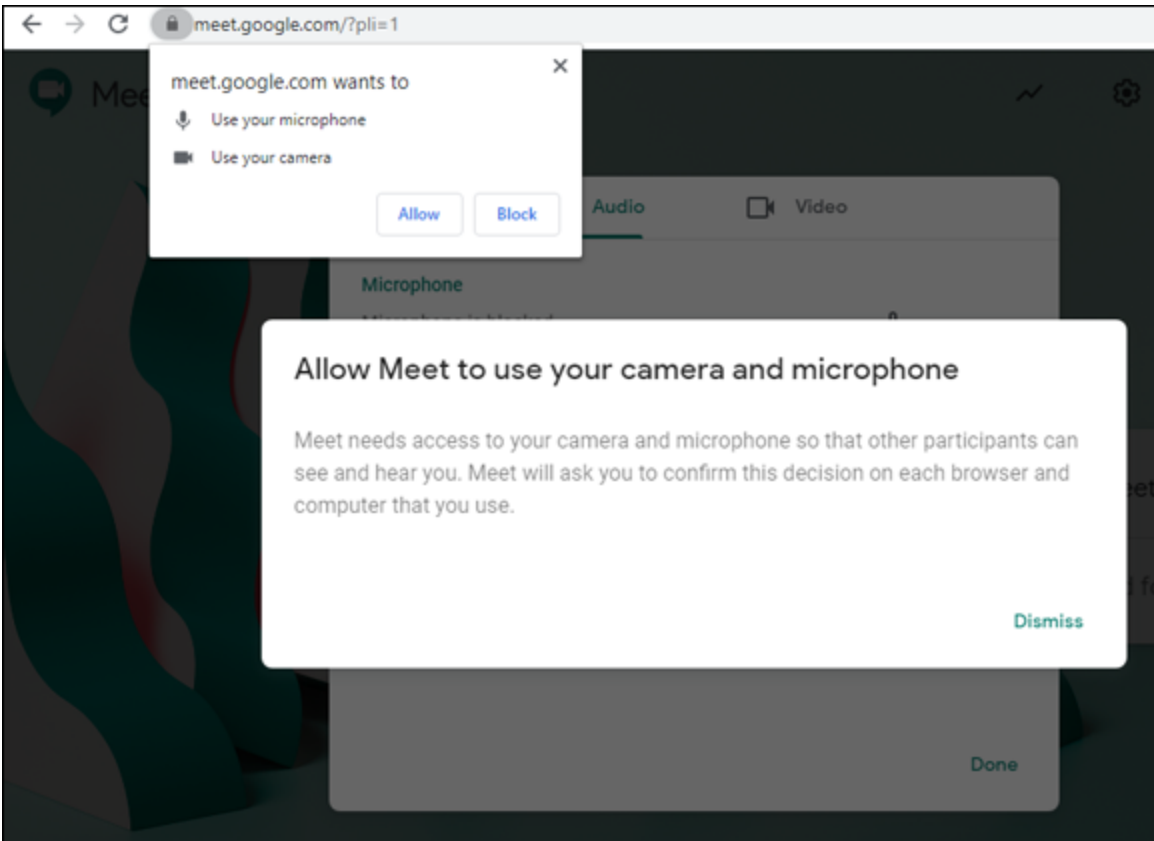 meet.google.com/?pli=1
meet.google.com wants to
Use your microphone
Use your camera
Allow Block
Audio Video
Microphone
Microphone is blocked
Allow Meet to use your camera and microphone
Meet needs access to your camera and microphone so that other participants can
see and hear you. Meet will ask you to confirm this decision on each browser and
computer that you use.
Dismiss
Done